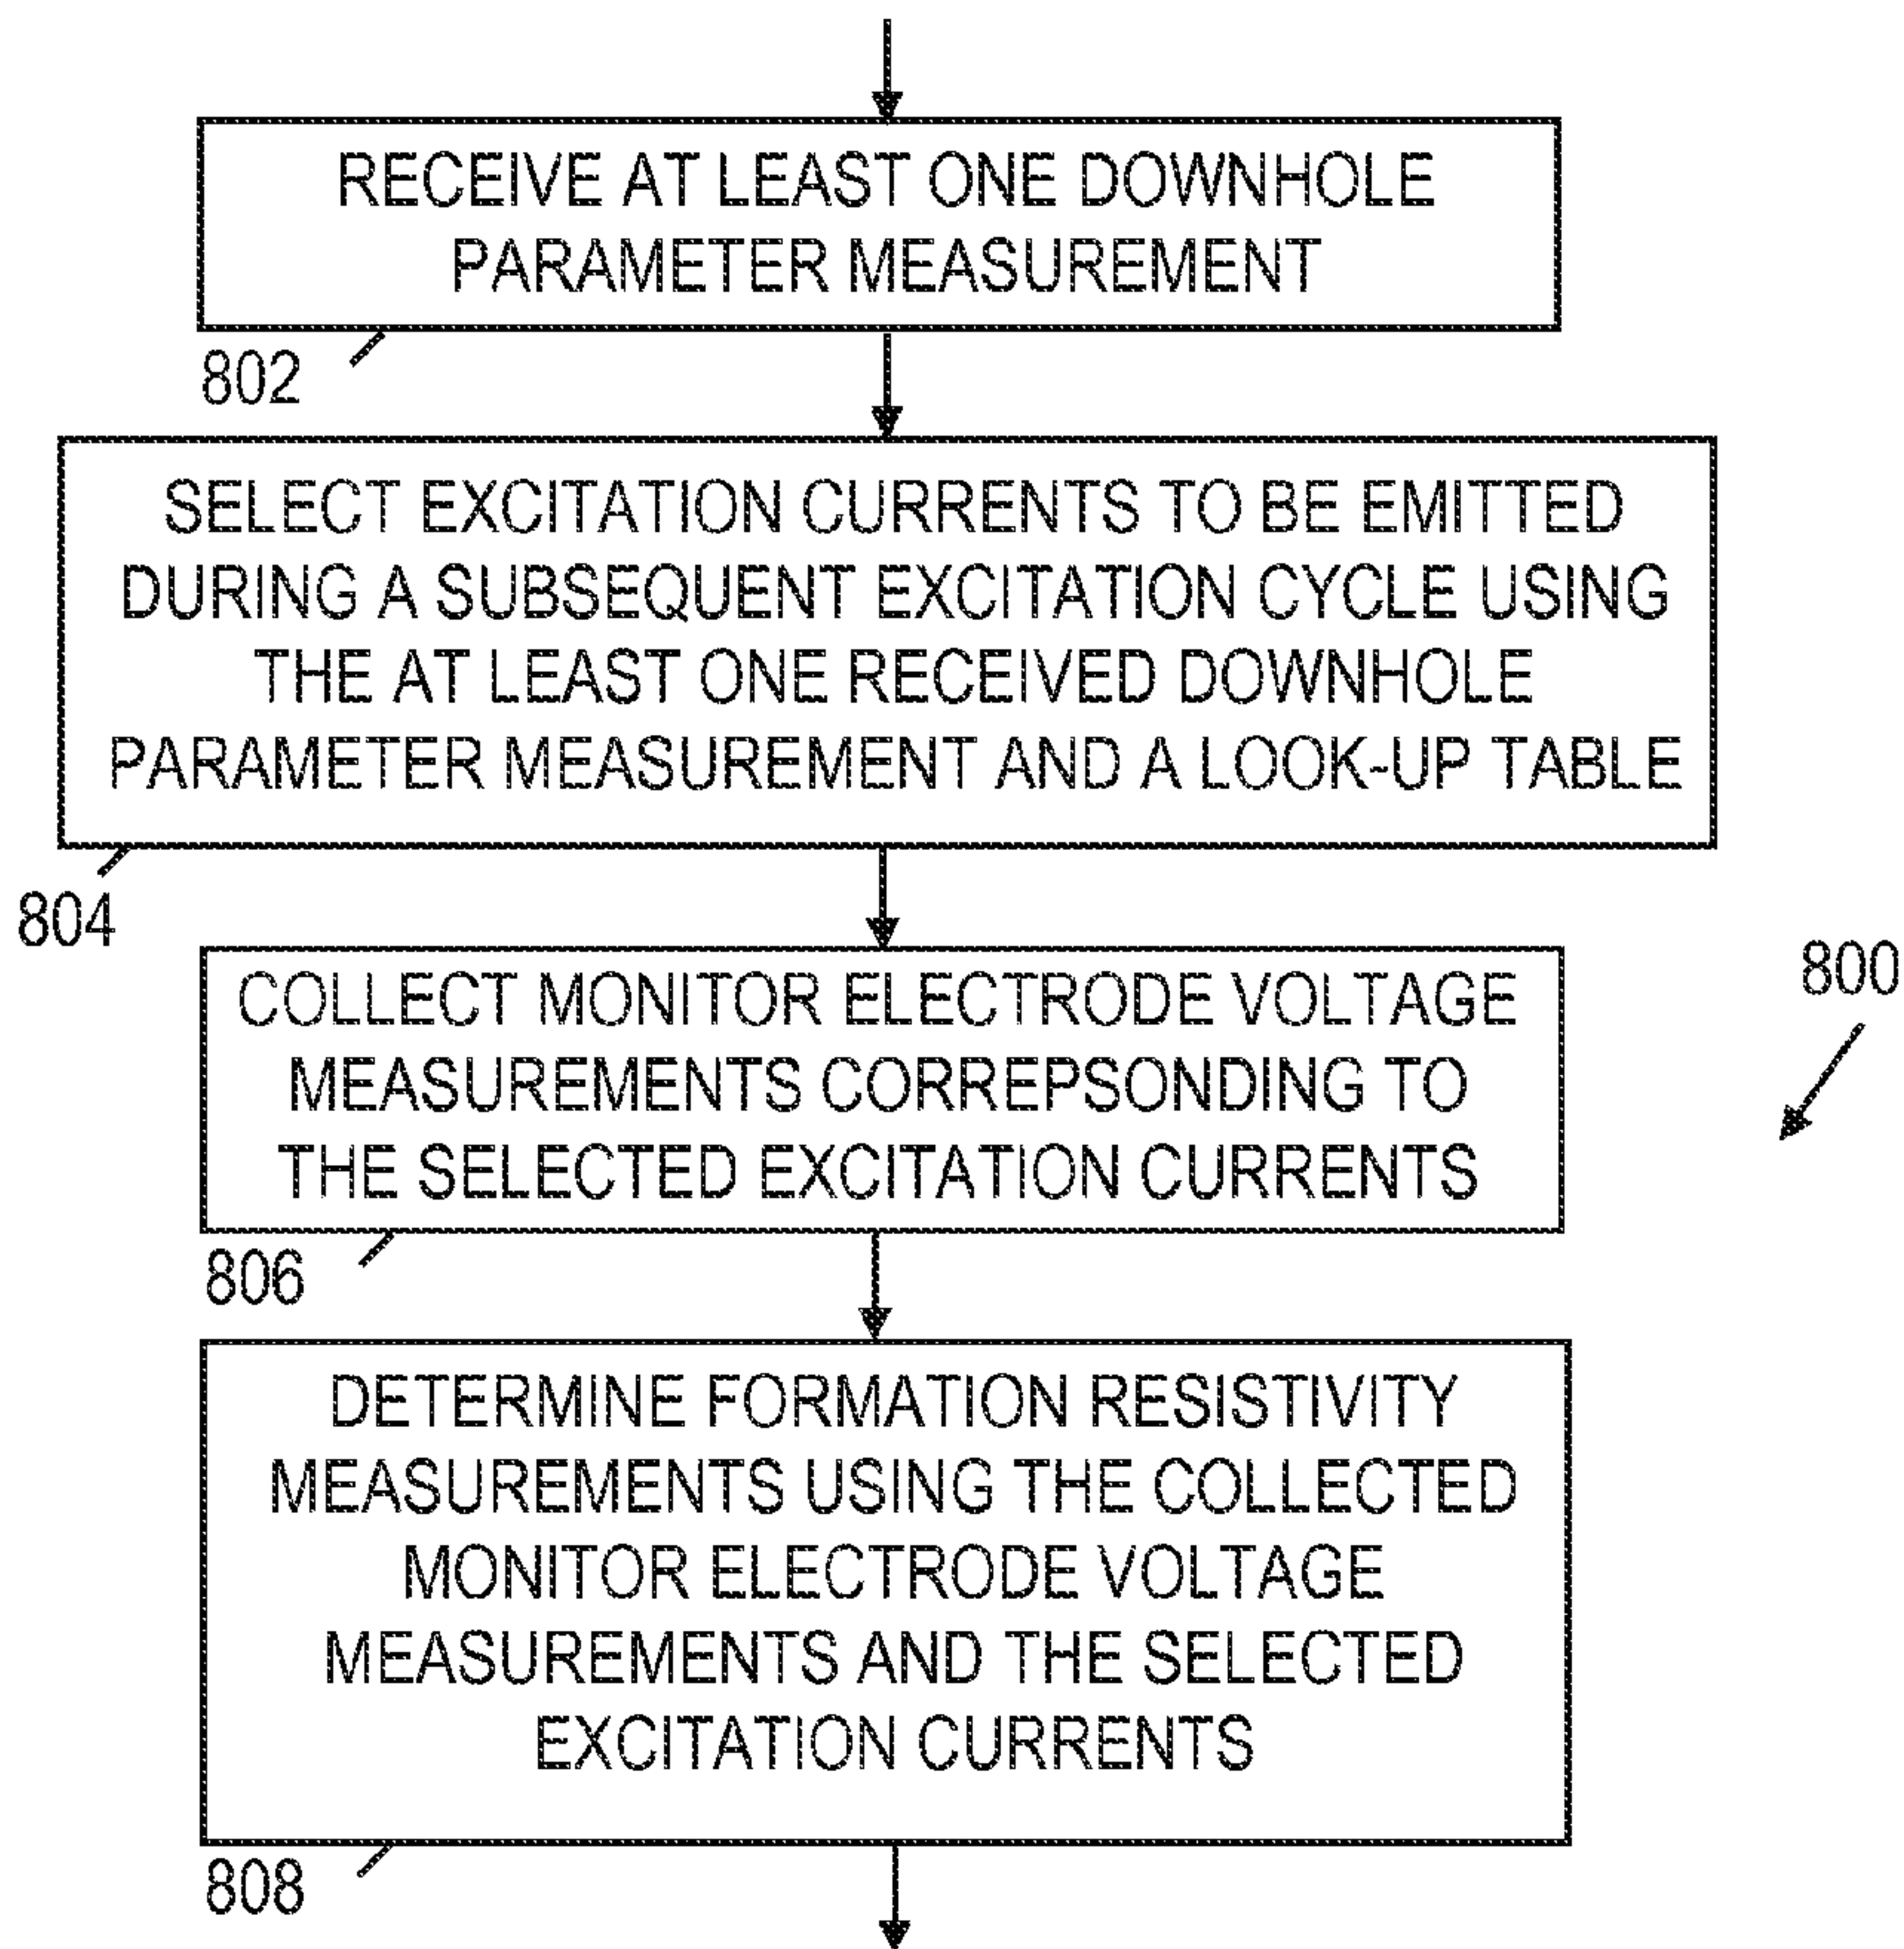 RECEIVE AT LEAST ONE DOWNHOLE
PARAMETER MEASUREMENT
802
SELECT EXCITATION CURRENTS TO BE EMITTED
DURING A SUBSEQUENT EXCITATION CYCLE USING
THE AT LEAST ONE RECEIVED DOWNHOLE
PARAMETER MEASUREMENT AND A LOOK-UP TABLE
804
COLLECT MONITOR ELECTRODE VOLTAGE
MEASUREMENTS CORREPSONDING TO
THE SELECTED EXCITATION CURRENTS
800
806
DETERMINE FORMATION RESISTIVITY
MEASUREMENTS USING THE COLLECTED
MONITOR ELECTRODE VOLTAGE
MEASUREMENTS AND THE SELECTED
EXCITATION CURRENTS
808